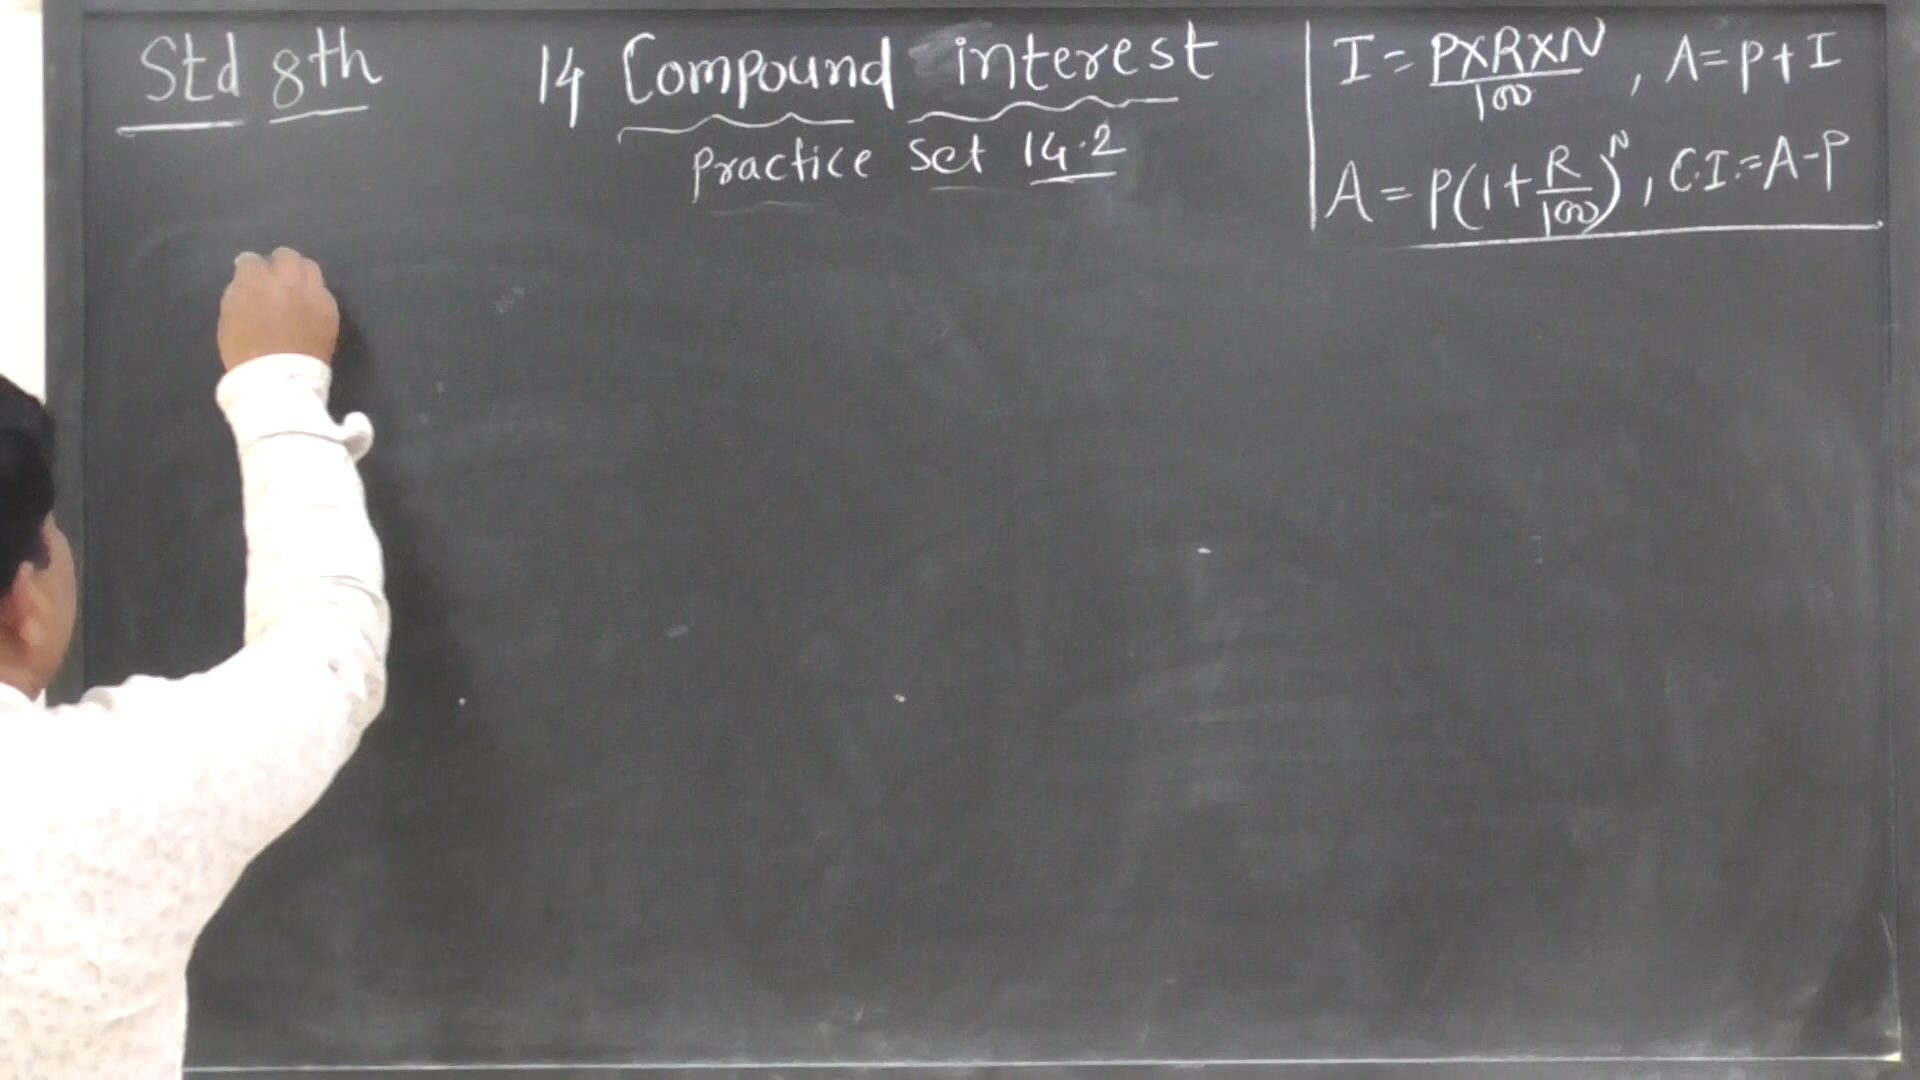 Std 8th
14 Compound interest
Practice Set 14.2
I = P×R×N/100 , A = P + I
A = P(1 + R/100)^N , C.I. = A - P